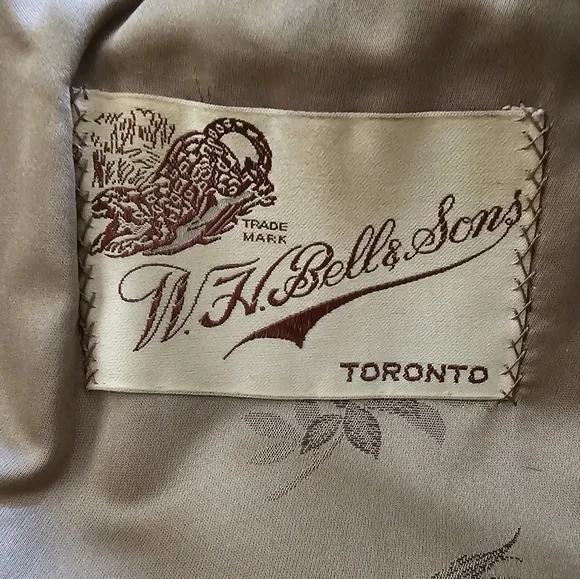 TRADE
MARK
W. H. Bell & Sons
TORONTO